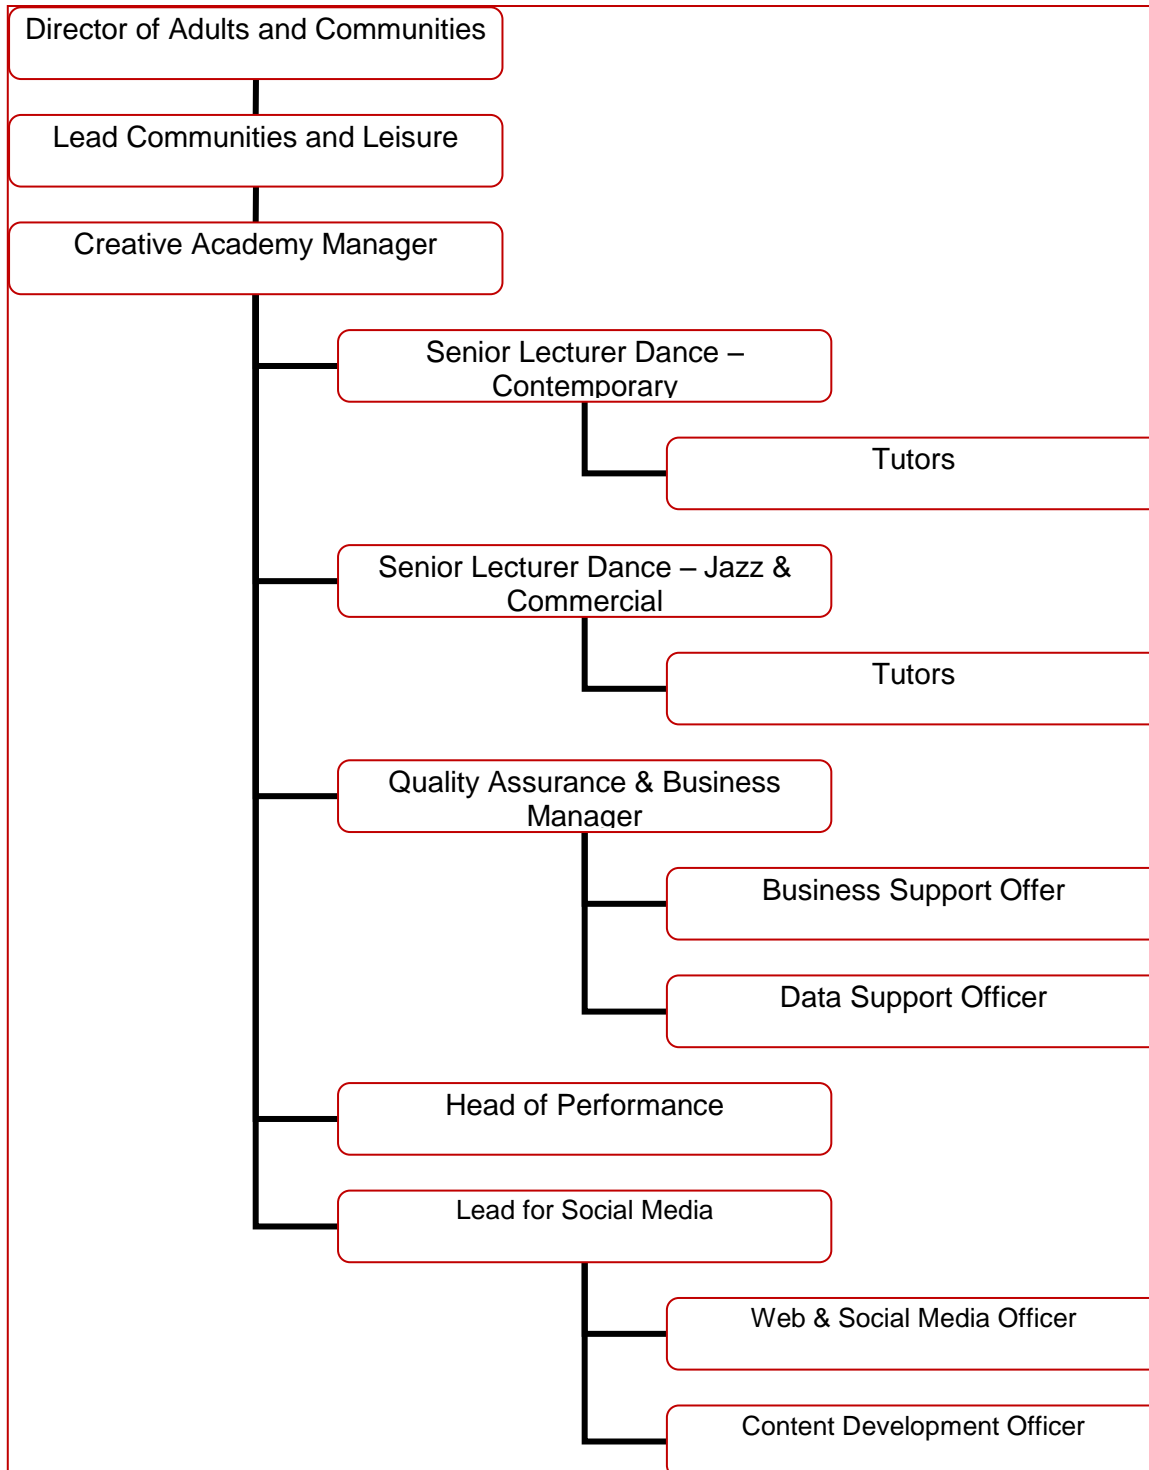 Director of Adults and Communities
Lead Communities and Leisure
Creative Academy Manager
Senior Lecturer Dance –
Contemporary
Tutors
Senior Lecturer Dance – Jazz &
Commercial
Tutors
Quality Assurance & Business
Manager
Business Support Offer
Data Support Officer
Head of Performance
Lead for Social Media
Web & Social Media Officer
Content Development Officer